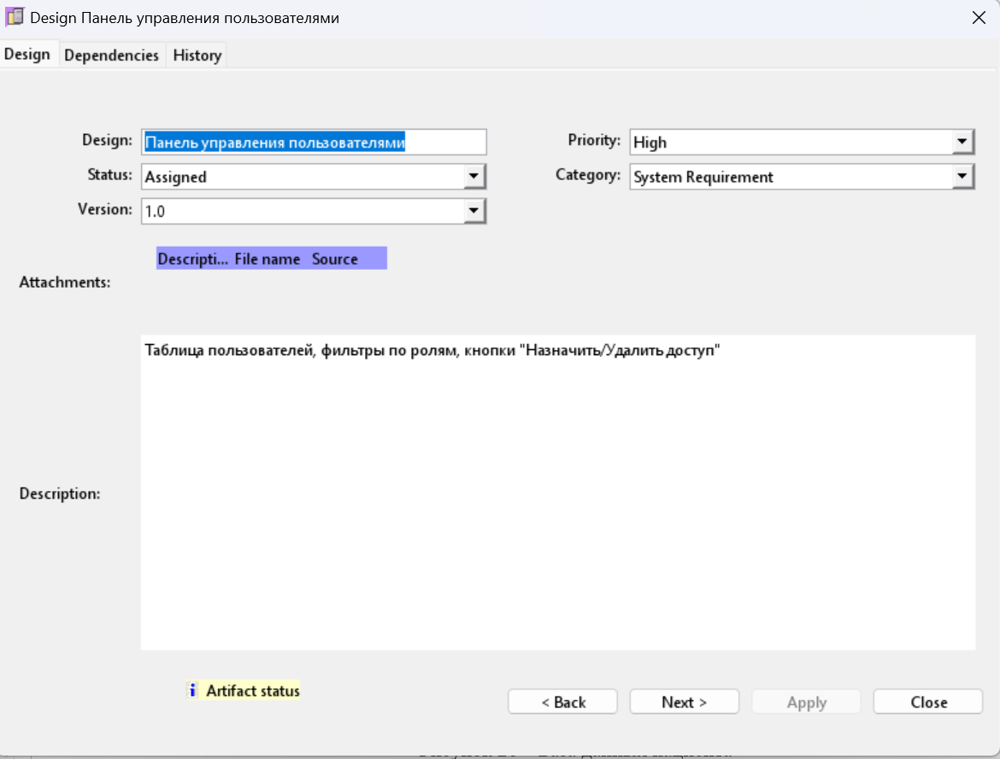 Design Панель управления пользователями
Design Dependencies History
Design: Панель управления пользователями Priority: High
Status: Assigned Category: System Requirement
Version: 1.0
Descripti... File name Source
Attachments:
Таблица пользователей, фильтры по ролям, кнопки "Назначить/Удалить доступ"
Description:
i Artifact status
< Back Next > Apply Close